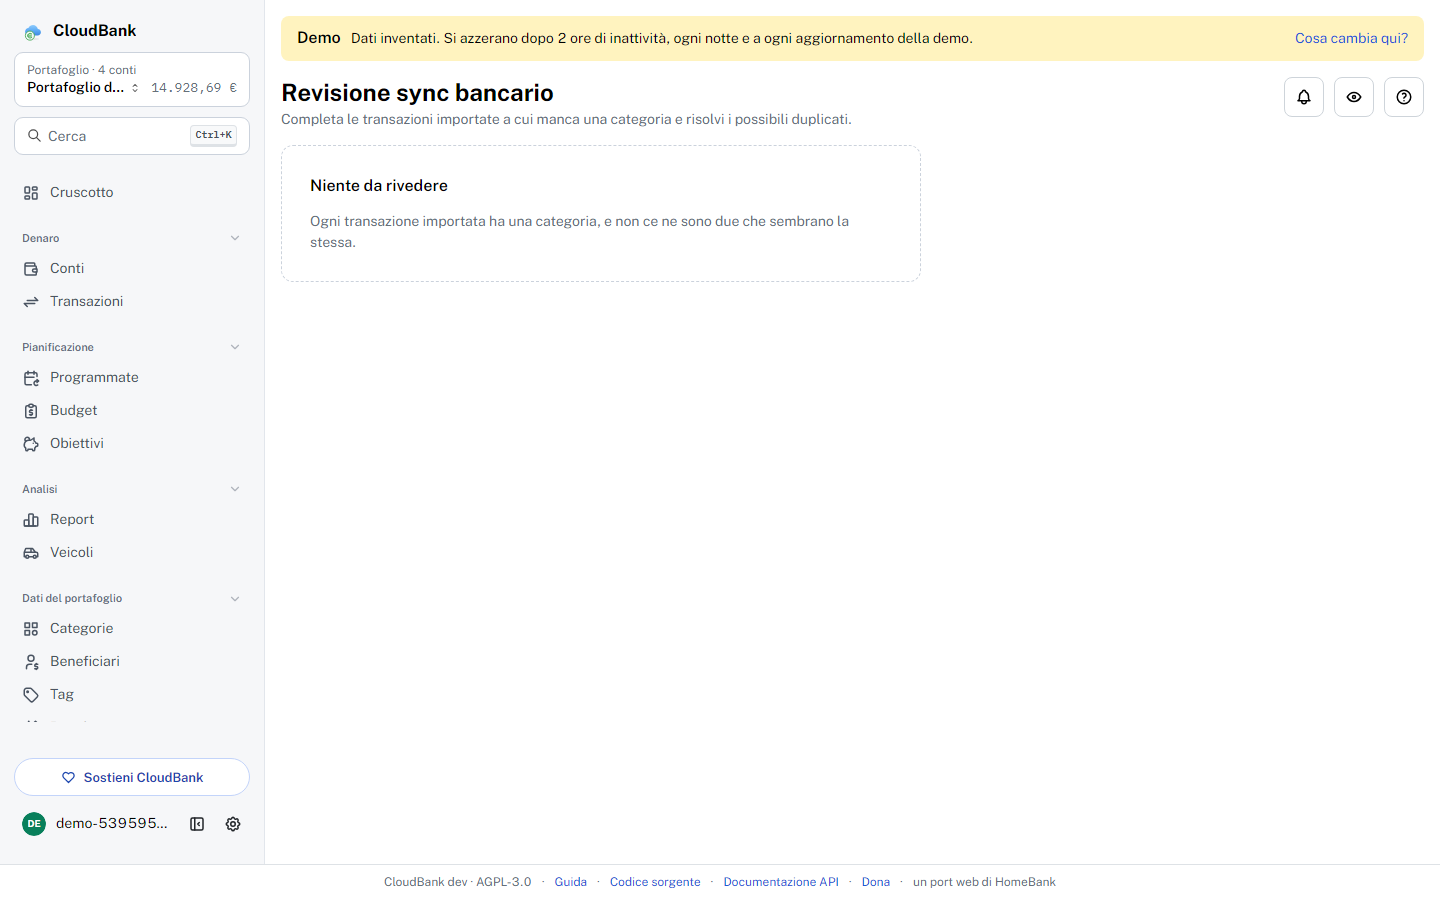 CloudBank
Portafoglio · 4 conti
Portafoglio d... 14.928,69 €
Cerca Ctrl+K
Cruscotto
Denaro
Conti
Transazioni
Pianificazione
Programmate
Budget
Obiettivi
Analisi
Report
Veicoli
Dati del portafoglio
Categorie
Beneficiari
Tag
Sostieni CloudBank
DE demo-539595...
Demo Dati inventati. Si azzerano dopo 2 ore di inattività, ogni notte e a ogni aggiornamento della demo. Cosa cambia qui?
Revisione sync bancario
Completa le transazioni importate a cui manca una categoria e risolvi i possibili duplicati.
Niente da rivedere
Ogni transazione importata ha una categoria, e non ce ne sono due che sembrano la
stessa.
CloudBank dev · AGPL-3.0 · Guida · Codice sorgente · Documentazione API · Dona · un port web di HomeBank